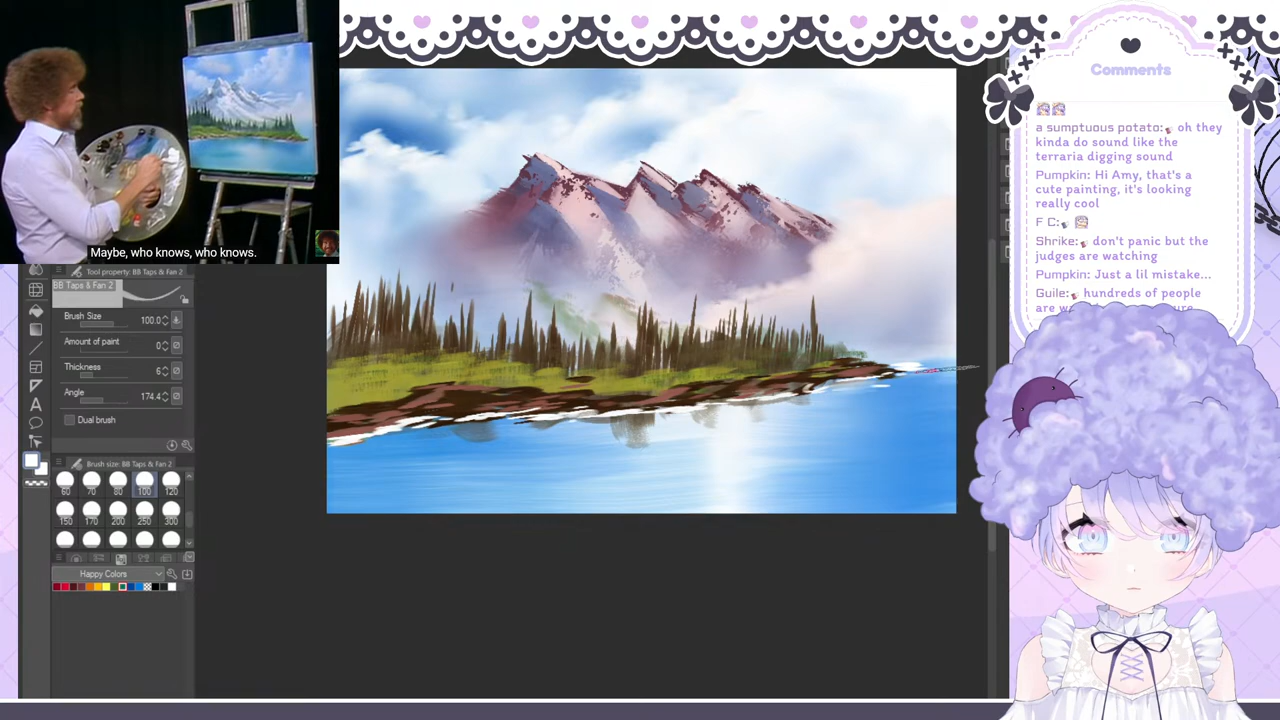 Maybe, who knows, who knows.
Tool property: BB Taps & Fan 2
BB Taps & Fan 2
Brush Size 100.0
Amount of paint 0
Thickness 6
Angle 174.4
Dual brush
Brush size: BB Taps & Fan 2
60 70 80 100 120
150 170 200 250 300
Happy Colors
Comments
a sumptuous potato: oh they
kinda do sound like the
terraria digging sound
Pumpkin: Hi Amy, that's a
cute painting, it's looking
really cool
F C:
Shrike: don't panic but the
judges are watching
Pumpkin: Just a lil mistake...
Guile: hundreds of people
are